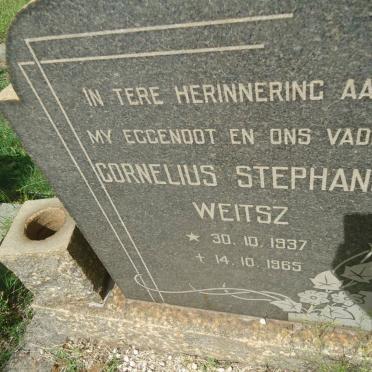 IN TERE HERINNERING AA
MY EGGENOOT EN ONS VAD
CORNELIUS STEPHAN
WEITSZ
* 30. 10. 1937
+ 14. 10. 1965